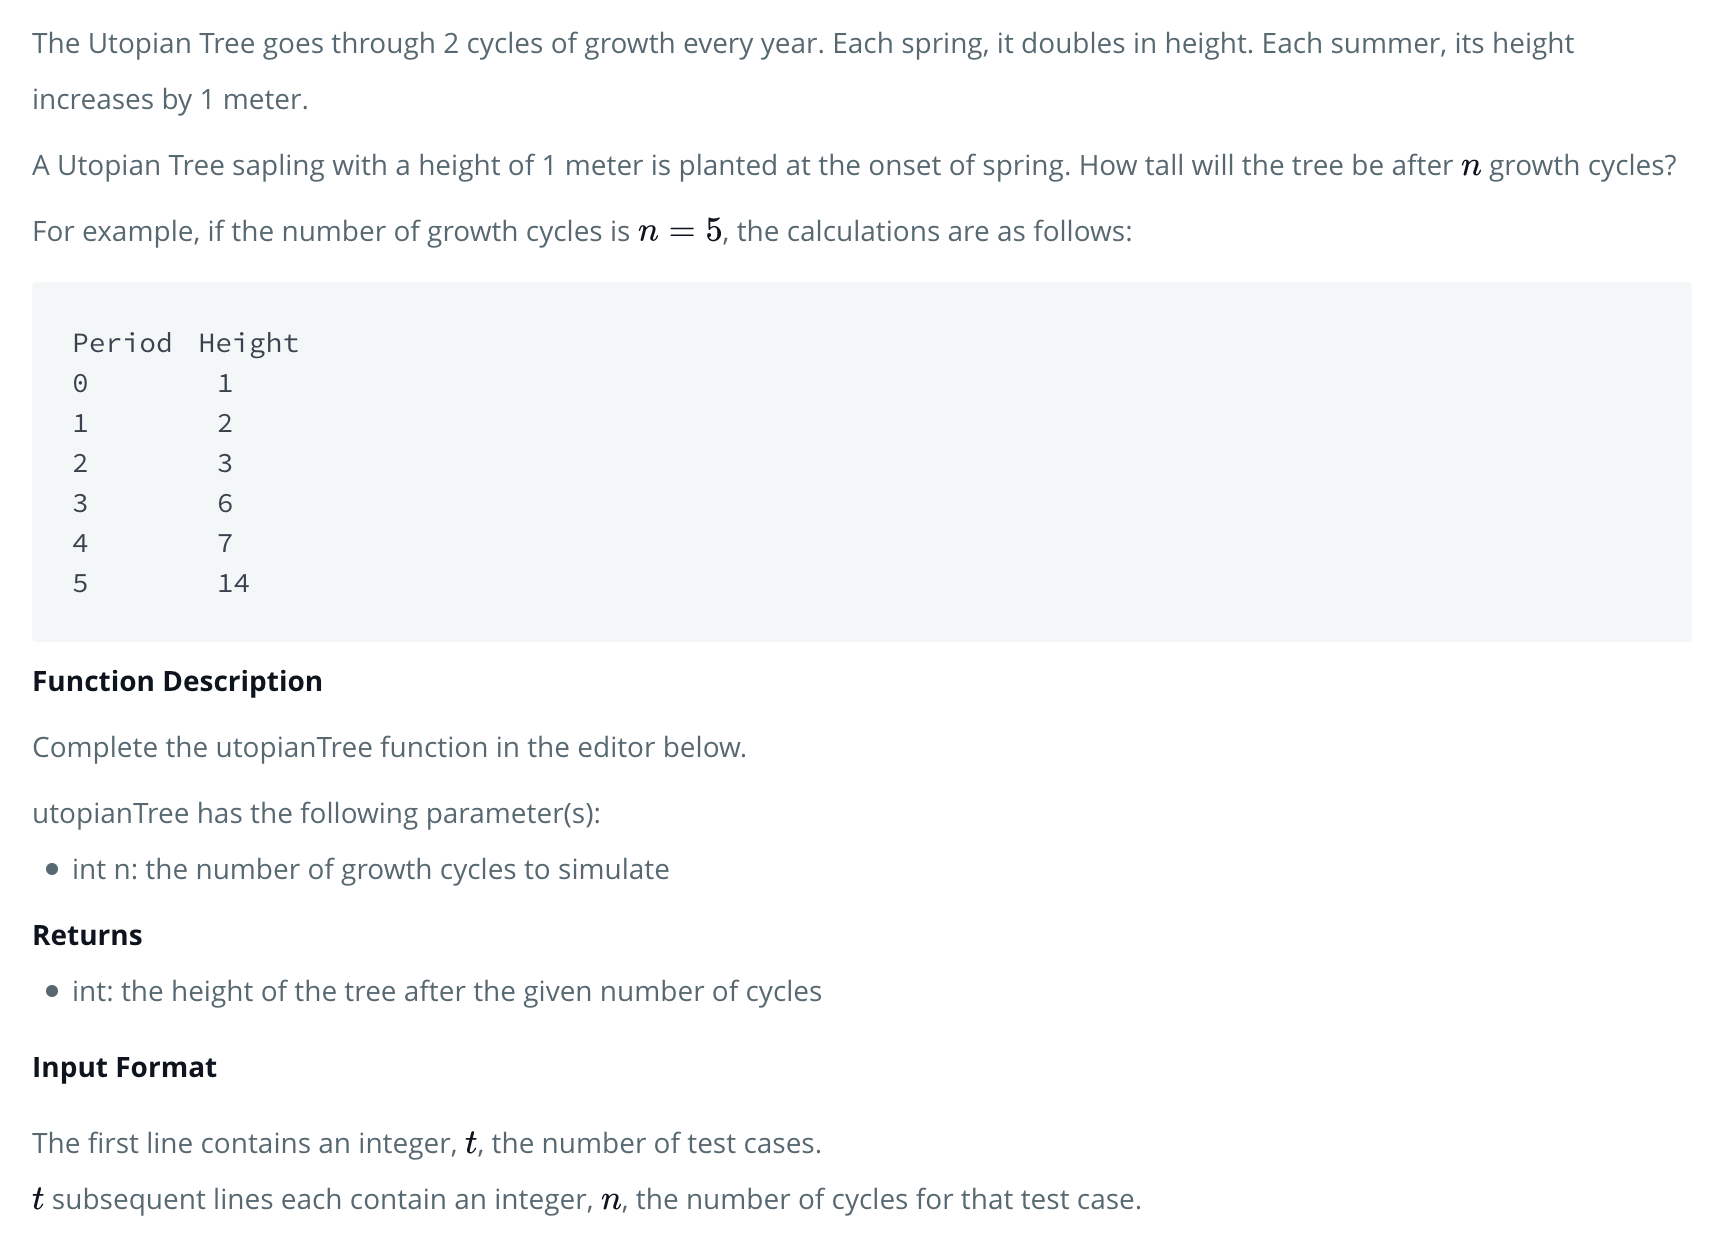 The Utopian Tree goes through 2 cycles of growth every year. Each spring, it doubles in height. Each summer, its height
increases by 1 meter.
A Utopian Tree sapling with a height of 1 meter is planted at the onset of spring. How tall will the tree be after n growth cycles?
For example, if the number of growth cycles is n = 5, the calculations are as follows:
Period Height
0 1
1 2
2 3
3 6
4 7
5 14
Function Description
Complete the utopianTree function in the editor below.
utopianTree has the following parameter(s):
• int n: the number of growth cycles to simulate
Returns
• int: the height of the tree after the given number of cycles
Input Format
The first line contains an integer, t, the number of test cases.
t subsequent lines each contain an integer, n, the number of cycles for that test case.